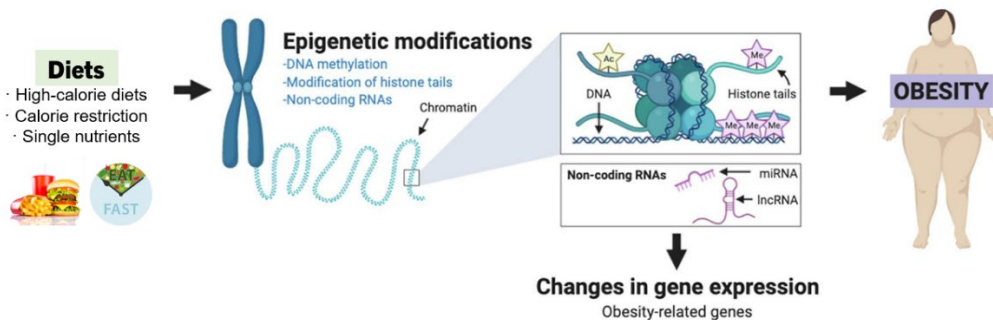 Diets
· High-calorie diets
· Calorie restriction
· Single nutrients
EAT
FAST
Epigenetic modifications
-DNA methylation
-Modification of histone tails
-Non-coding RNAs
Chromatin
Ac
Me
DNA
Histone tails
Me Me Me
Non-coding RNAs
miRNA
lncRNA
Changes in gene expression
Obesity-related genes
OBESITY